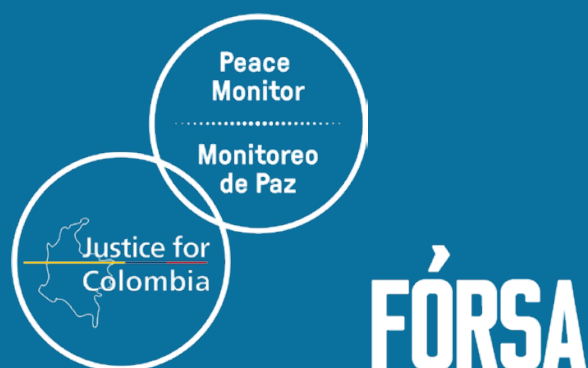 Peace
Monitor
Monitoreo
de Paz
Justice for
Colombia
FÓRSA